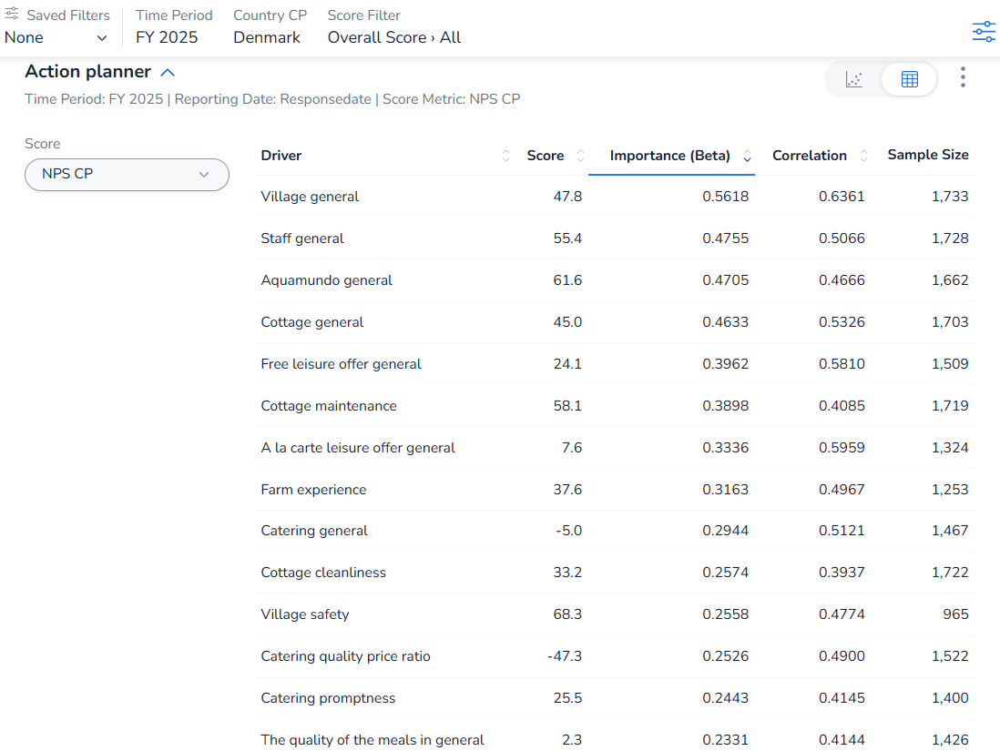 Saved Filters Time Period Country CP Score Filter
None FY 2025 Denmark Overall Score › All
Action planner
Time Period: FY 2025 | Reporting Date: Responsedate | Score Metric: NPS CP
Score
NPS CP
Driver Score Importance (Beta) Correlation Sample Size
Village general 47.8 0.5618 0.6361 1,733
Staff general 55.4 0.4755 0.5066 1,728
Aquamundo general 61.6 0.4705 0.4666 1,662
Cottage general 45.0 0.4633 0.5326 1,703
Free leisure offer general 24.1 0.3962 0.5810 1,509
Cottage maintenance 58.1 0.3898 0.4085 1,719
A la carte leisure offer general 7.6 0.3336 0.5959 1,324
Farm experience 37.6 0.3163 0.4967 1,253
Catering general -5.0 0.2944 0.5121 1,467
Cottage cleanliness 33.2 0.2574 0.3937 1,722
Village safety 68.3 0.2558 0.4774 965
Catering quality price ratio -47.3 0.2526 0.4900 1,522
Catering promptness 25.5 0.2443 0.4145 1,400
The quality of the meals in general 2.3 0.2331 0.4144 1,426